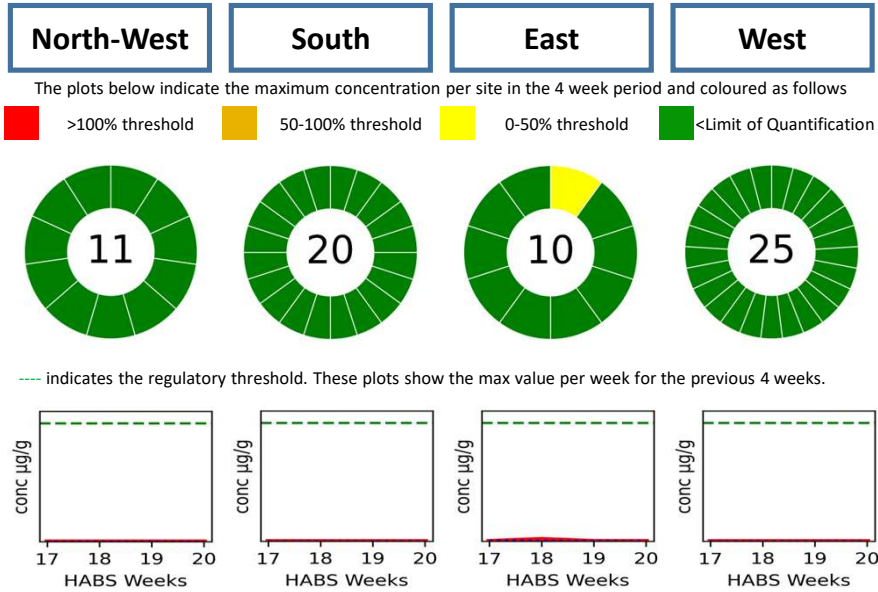 North-West South East West
The plots below indicate the maximum concentration per site in the 4 week period and coloured as follows
>100% threshold 50-100% threshold 0-50% threshold <Limit of Quantification
11 20 10 25
---- indicates the regulatory threshold. These plots show the max value per week for the previous 4 weeks.
conc µg/g conc µg/g conc µg/g conc µg/g
17 18 19 20 17 18 19 20 17 18 19 20 17 18 19 20
HABS Weeks HABS Weeks HABS Weeks HABS Weeks